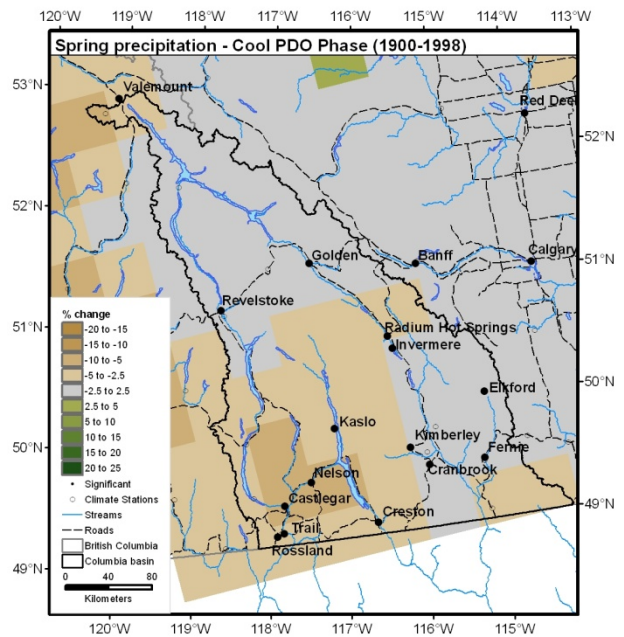 120°W 119°W 118°W 117°W 116°W 115°W 114°W 113°W
Spring precipitation - Cool PDO Phase (1900-1998)
53°N
Valemount
Red Deel
52°N
52°N
51°N
Golden
Banff
Calgary
51°N
Revelstoke
Radium Hot Springs
Invermere
50°N
Elkford
50°N
Kaslo
Kimberley
Fernie
Cranbrook
Nelson
Castlegar
Creston
49°N
Trail
Rossland
49°N
% change
-20 to -15
-15 to -10
-10 to -5
-5 to -2.5
-2.5 to 2.5
2.5 to 5
5 to 10
10 to 15
15 to 20
20 to 25
Significant
Climate Stations
Streams
Roads
British Columbia
Columbia basin
0 40 80
Kilometers
120°W 119°W 118°W 117°W 116°W 115°W